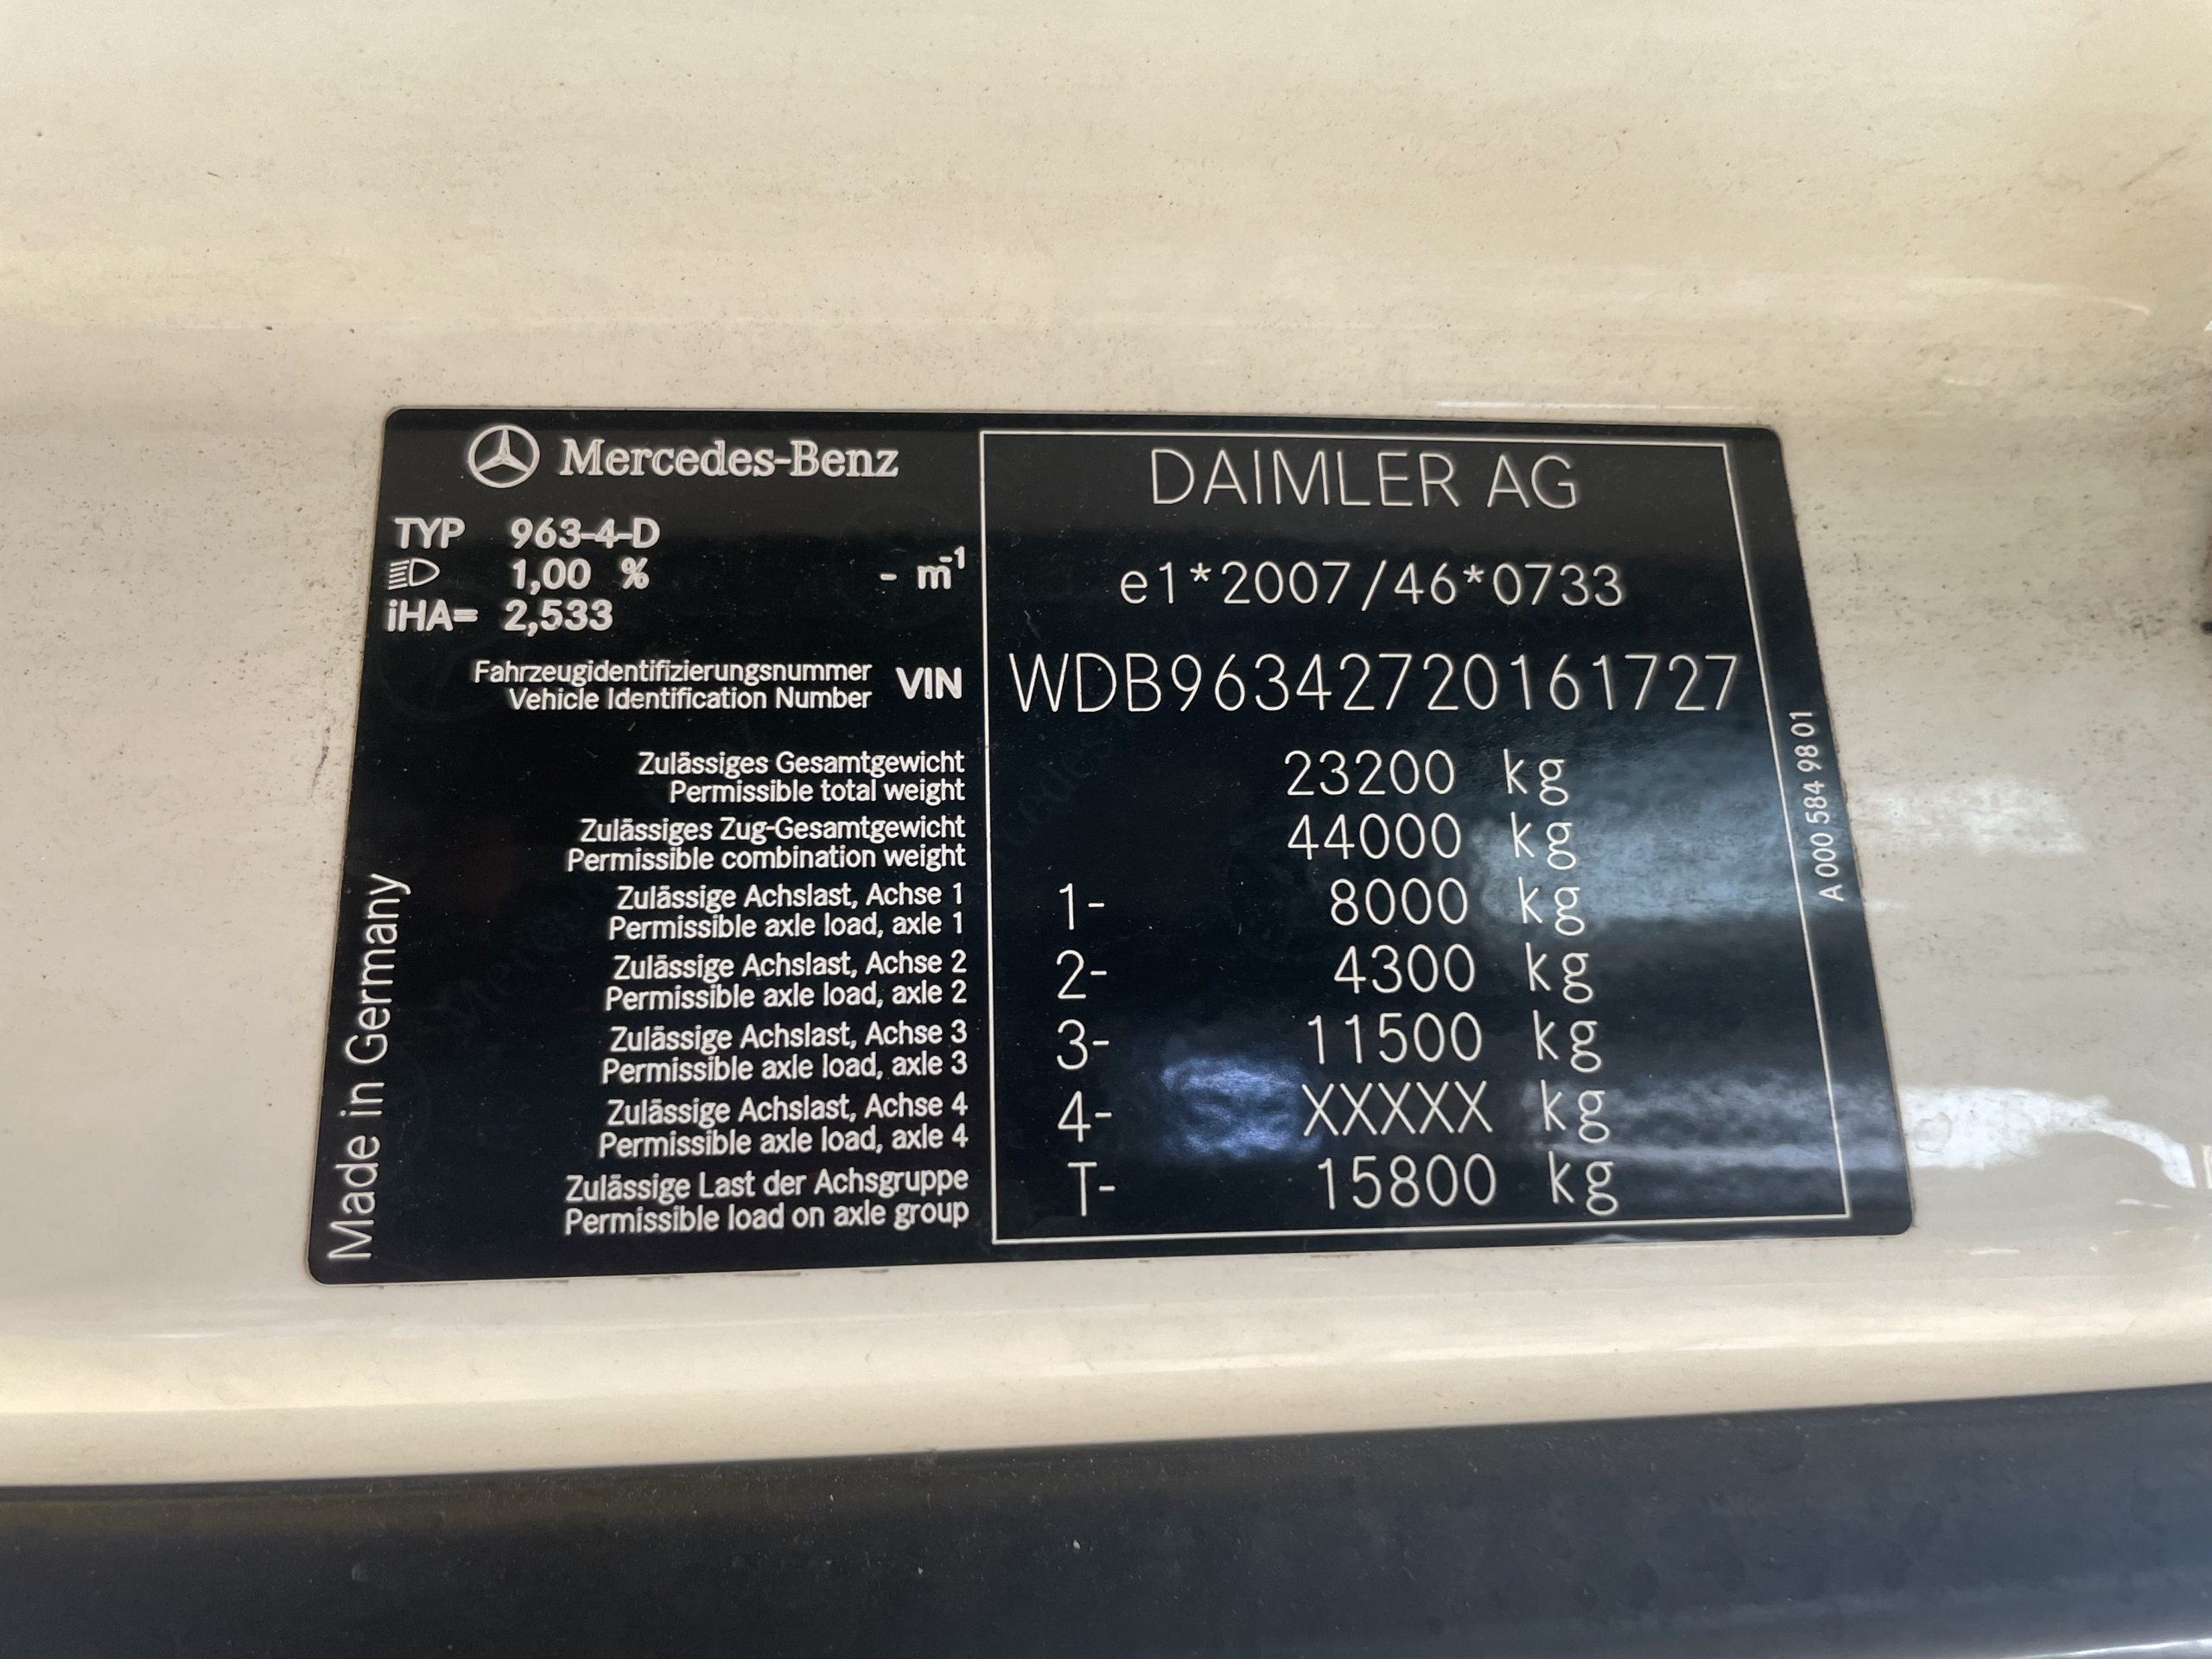 Mercedes-Benz
TYP 963-4-D
1,00 % - m-1
iHA= 2,533
Fahrzeugidentifizierungsnummer
Vehicle Identification Number
VIN
Zulässiges Gesamtgewicht
Permissible total weight
Zulässiges Zug-Gesamtgewicht
Permissible combination weight
Zulässige Achslast, Achse 1
Permissible axle load, axle 1
Zulässige Achslast, Achse 2
Permissible axle load, axle 2
Zulässige Achslast, Achse 3
Permissible axle load, axle 3
Zulässige Achslast, Achse 4
Permissible axle load, axle 4
Zulässige Last der Achsgruppe
Permissible load on axle group
Made in Germany
DAIMLER AG
e1*2007/46*0733
WDB96342720161727
23200 kg
44000 kg
1- 8000 kg
2- 4300 kg
3- 11500 kg
4- XXXXX kg
T- 15800 kg
A 000 584 98 01